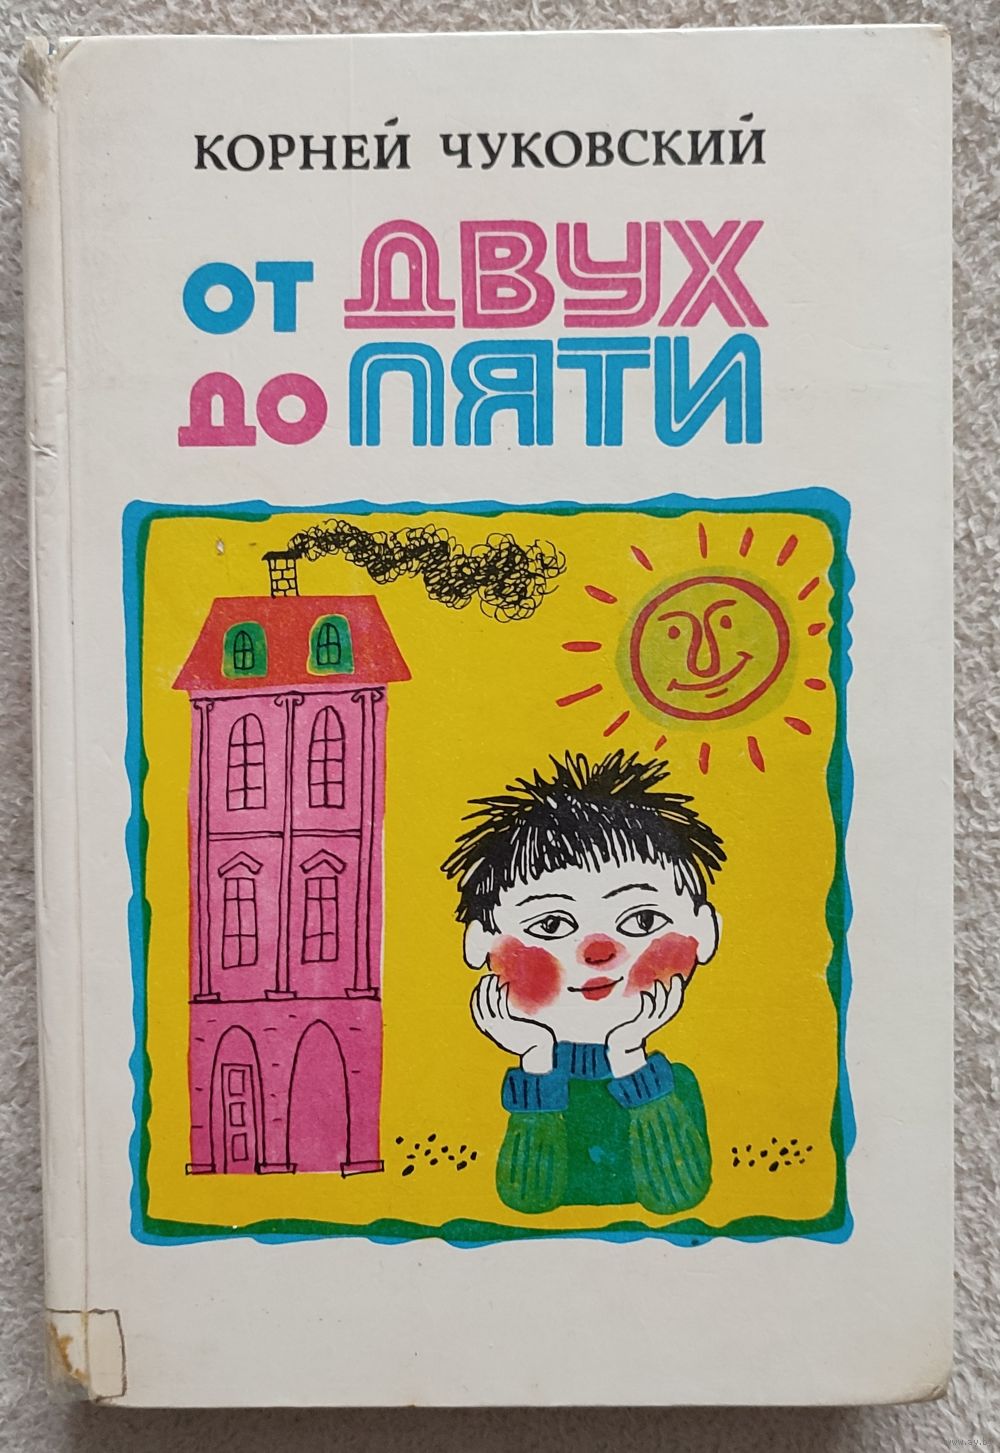 КОРНЕЙ ЧУКОВСКИЙ
ОТ ДВУХ
ДО ПЯТИ